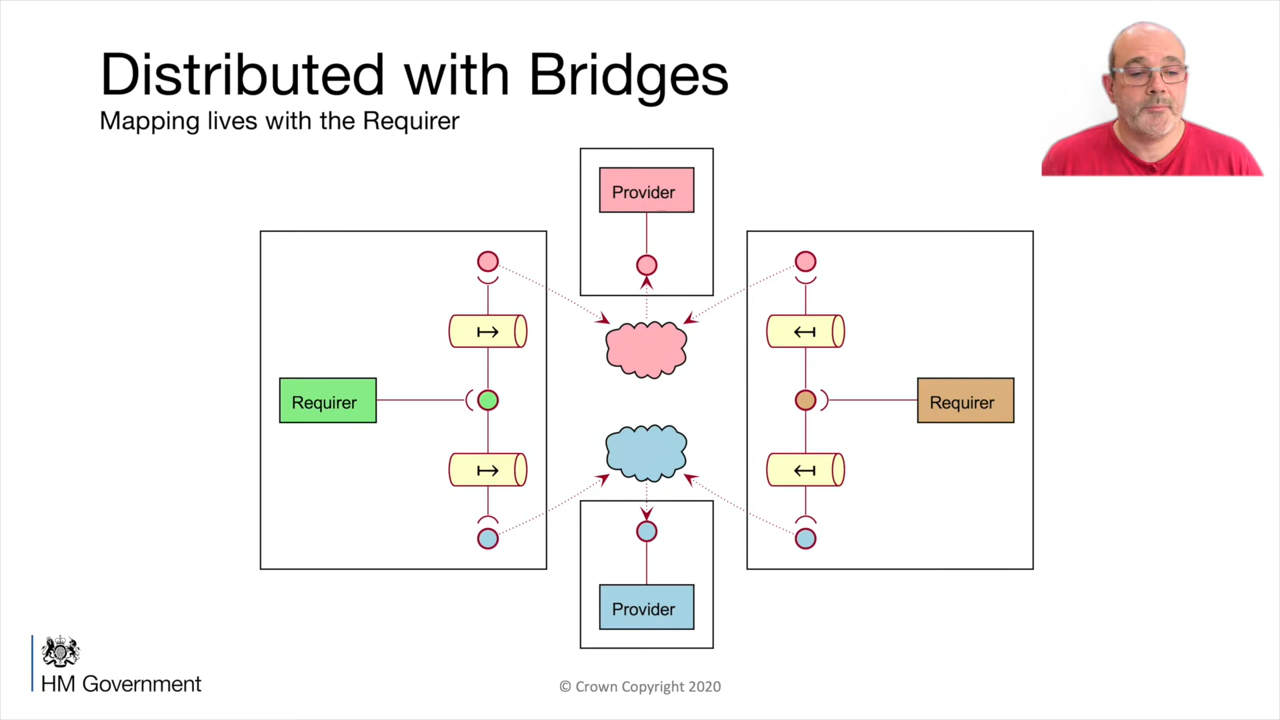 Distributed with Bridges
Mapping lives with the Requirer
Provider
Requirer
Requirer
Provider
HM Government
© Crown Copyright 2020